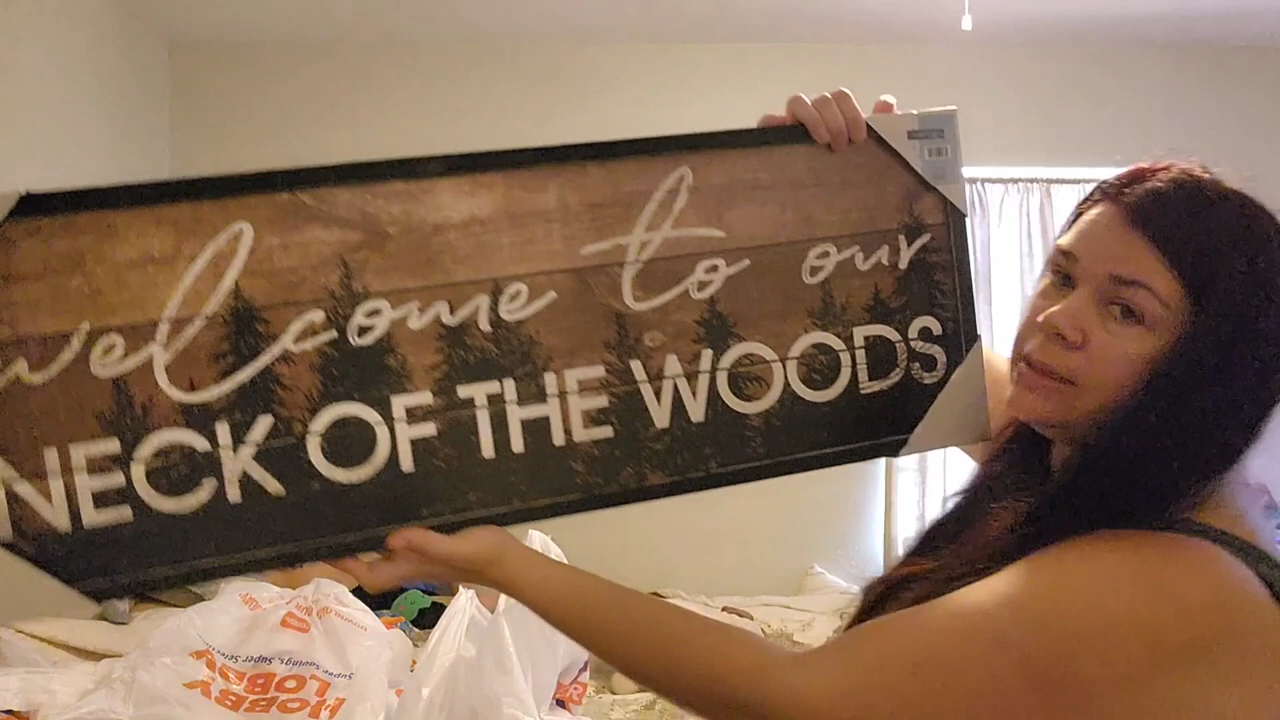 welcome to our
NECK OF THE WOODS
HOBBY
LOBBY
Super Savings, Super Selection